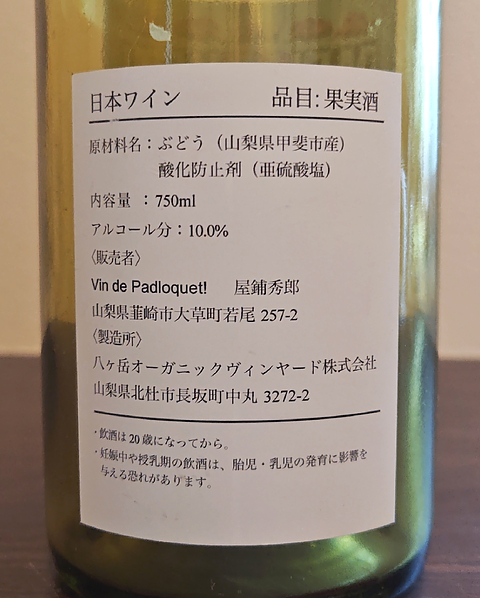 日本ワイン 品目:果実酒
原材料名：ぶどう（山梨県甲斐市産）
酸化防止剤（亜硫酸塩）
内容量 ：750ml
アルコール分：10.0%
〈販売者〉
Vin de Padloquet! 屋鋪秀郎
山梨県韮崎市大草町若尾 257-2
〈製造所〉
八ヶ岳オーガニックヴィンヤード株式会社
山梨県北杜市長坂町中丸 3272-2
・飲酒は20歳になってから。
・妊娠中や授乳期の飲酒は、胎児・乳児の発育に影響を
与える恐れがあります。